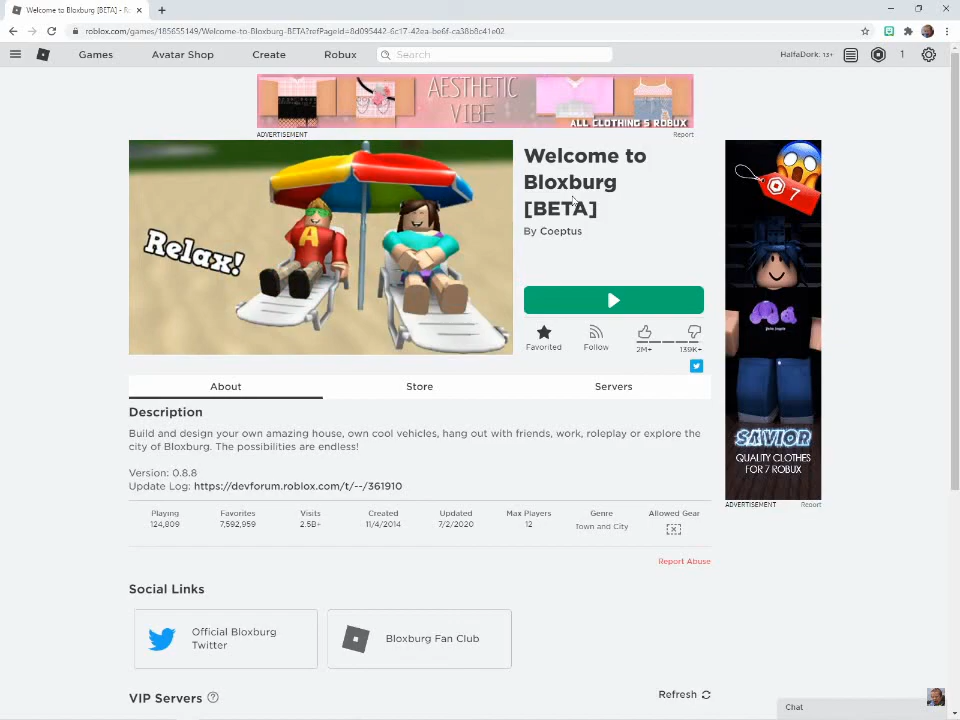 Welcome to Bloxburg [BETA] - R
roblox.com/games/185655149/Welcome-to-Bloxburg-BETA?refPageId=8d095442-6c17-42ea-be6f-ca38b8c41e02
Games Avatar Shop Create Robux Search HalfaDork. 13+ 1
AESTHETIC
VIBE
ALL CLOTHING 5 ROBUX
ADVERTISEMENT Report
Relax!
A
Welcome to
Bloxburg
[BETA]
By Coeptus
7
Favorited Follow 2M+ 139K+
About Store Servers
SAVIOR
QUALITY CLOTHES
FOR 7 ROBUX
ADVERTISEMENT Report
Description
Build and design your own amazing house, own cool vehicles, hang out with friends, work, roleplay or explore the
city of Bloxburg. The possibilities are endless!
Version: 0.8.8
Update Log: https://devforum.roblox.com/t/--/361910
Playing Favorites Visits Created Updated Max Players Genre Allowed Gear
124,809 7,592,959 2.5B+ 11/4/2014 7/2/2020 12 Town and City
Report Abuse
Social Links
Official Bloxburg
Twitter
Bloxburg Fan Club
VIP Servers Refresh
Chat